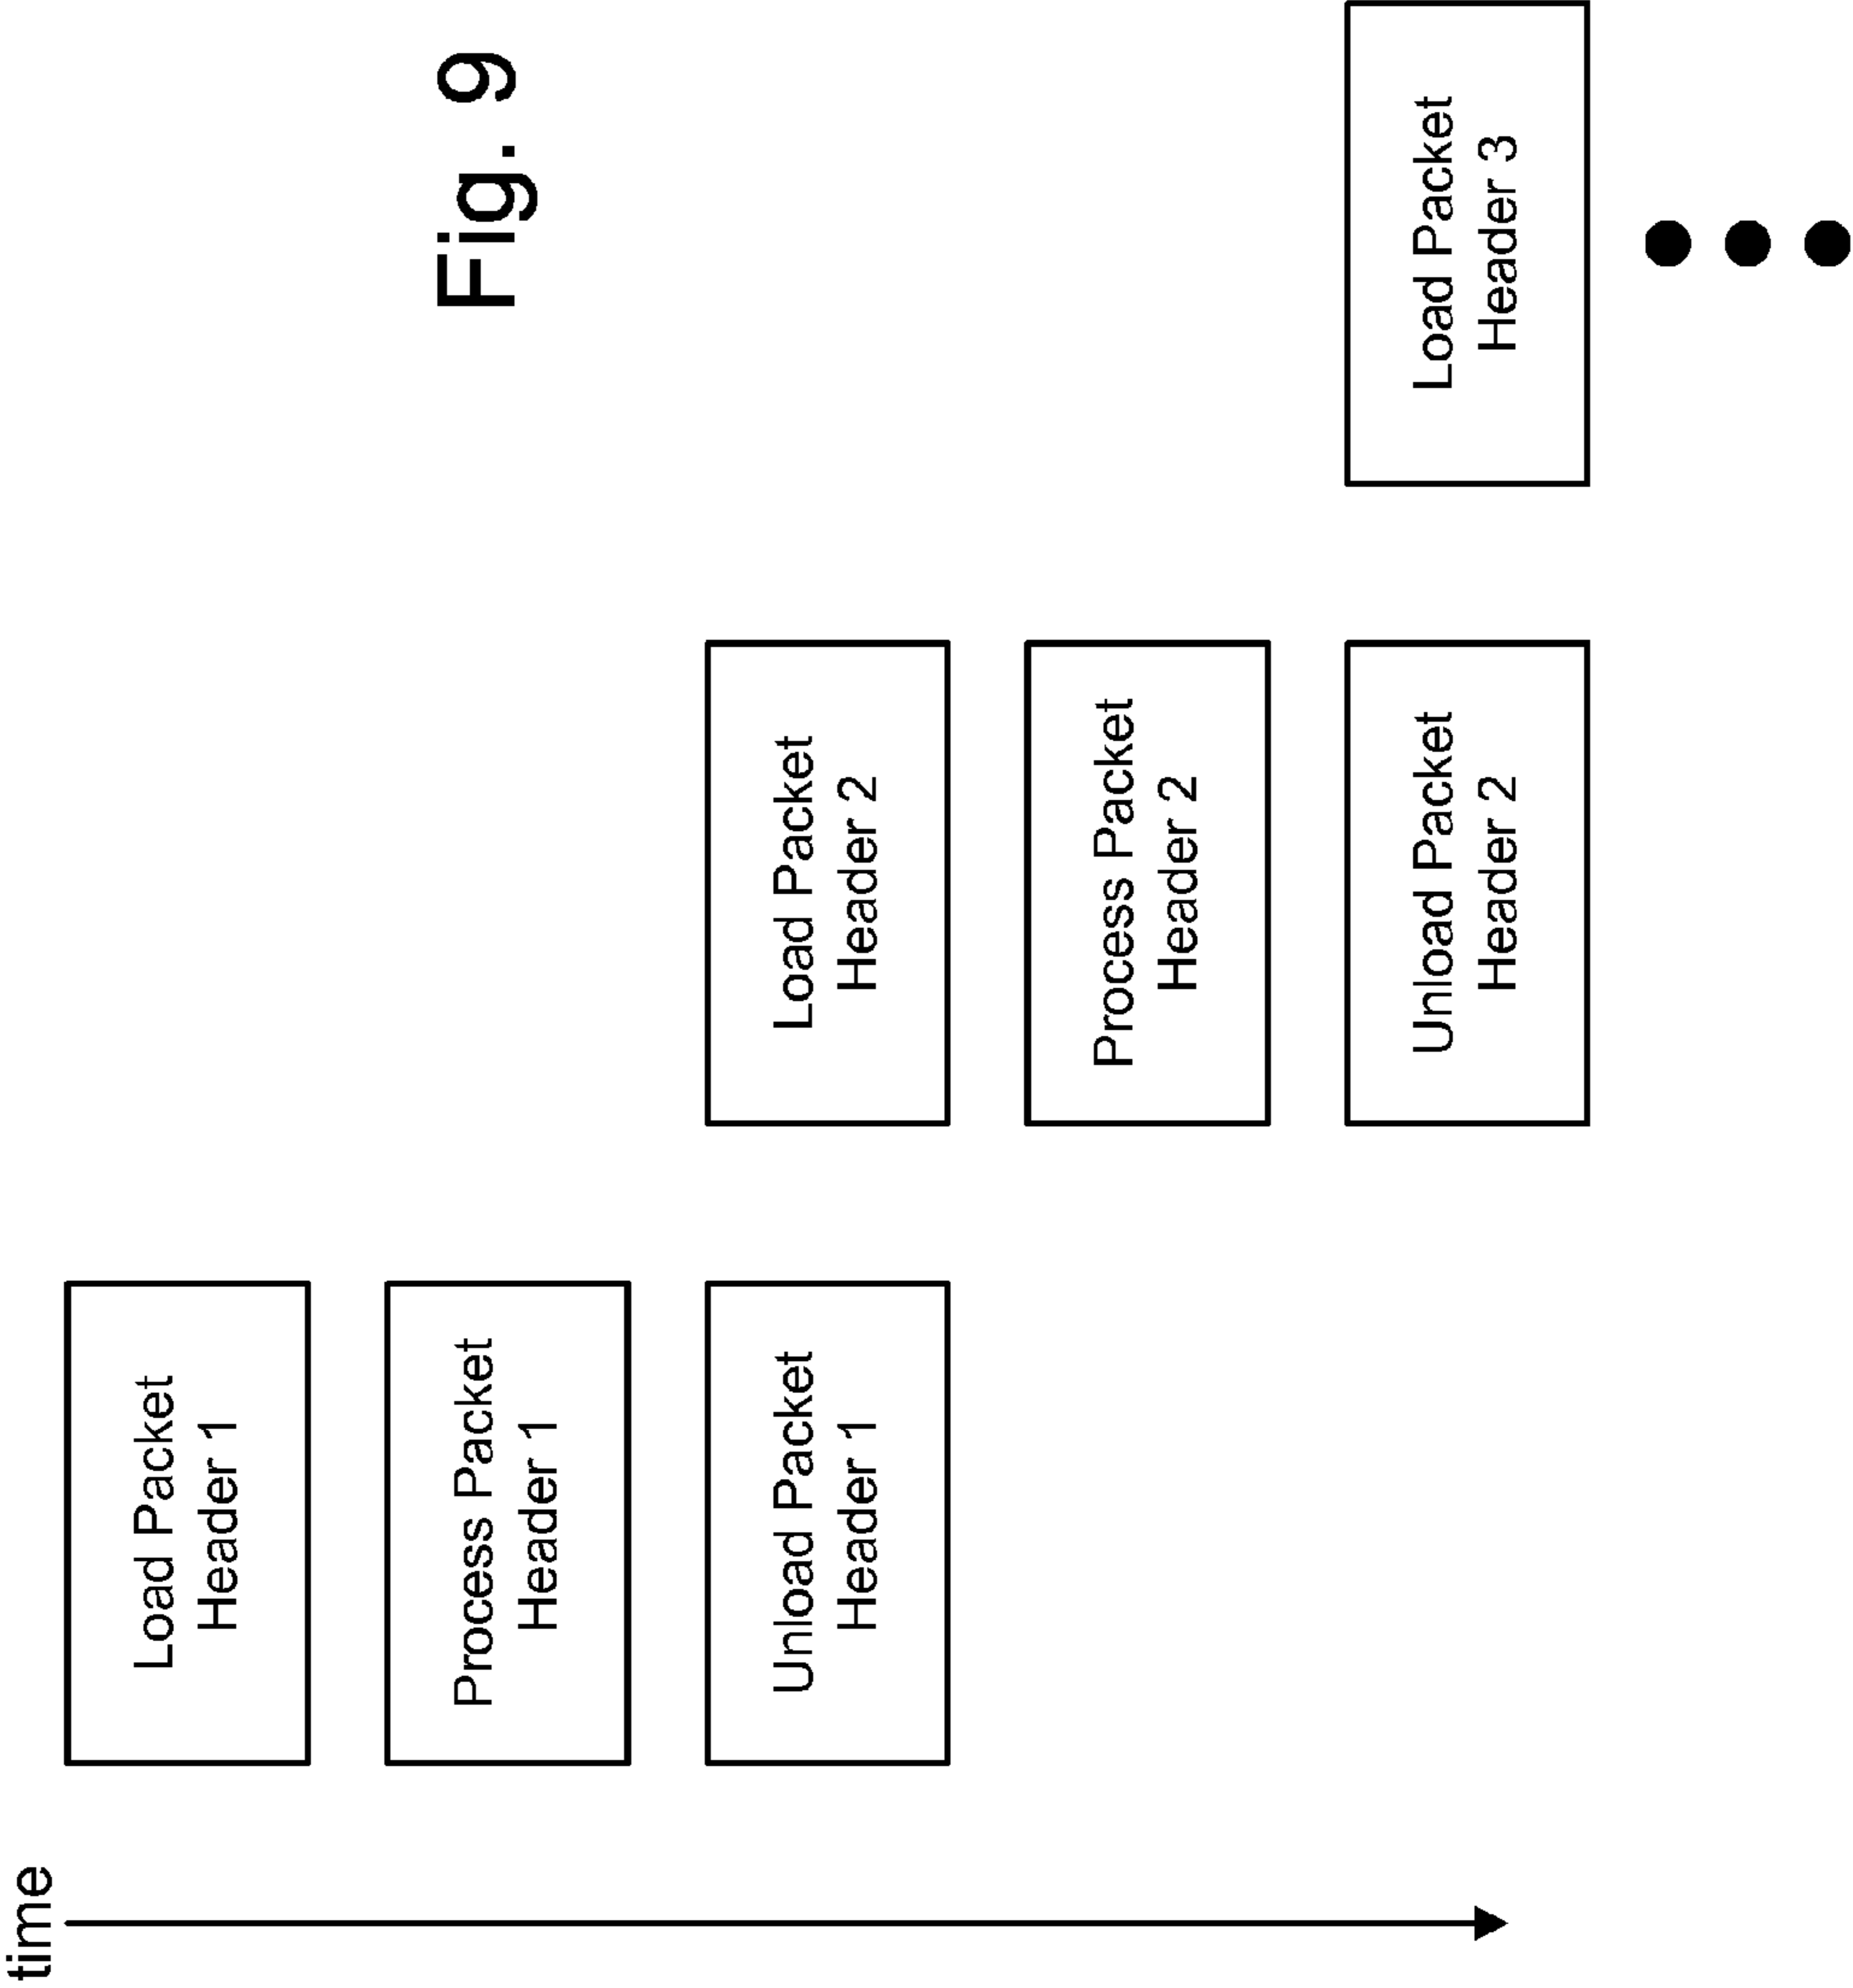 time
Load Packet
Header 1
Process Packet
Header 1
Unload Packet
Header 1
Load Packet
Header 2
Process Packet
Header 2
Unload Packet
Header 2
Load Packet
Header 3
Fig. 9